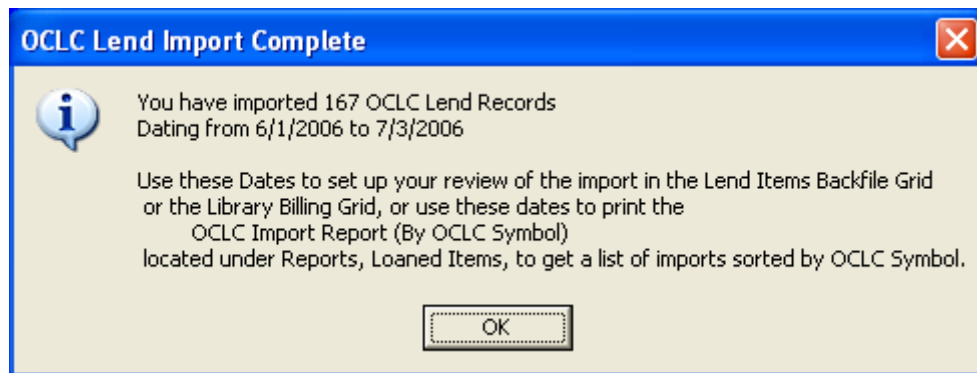 OCLC Lend Import Complete
You have imported 167 OCLC Lend Records
Dating from 6/1/2006 to 7/3/2006
Use these Dates to set up your review of the import in the Lend Items Backfile Grid
or the Library Billing Grid, or use these dates to print the
OCLC Import Report (By OCLC Symbol)
located under Reports, Loaned Items, to get a list of imports sorted by OCLC Symbol.
OK